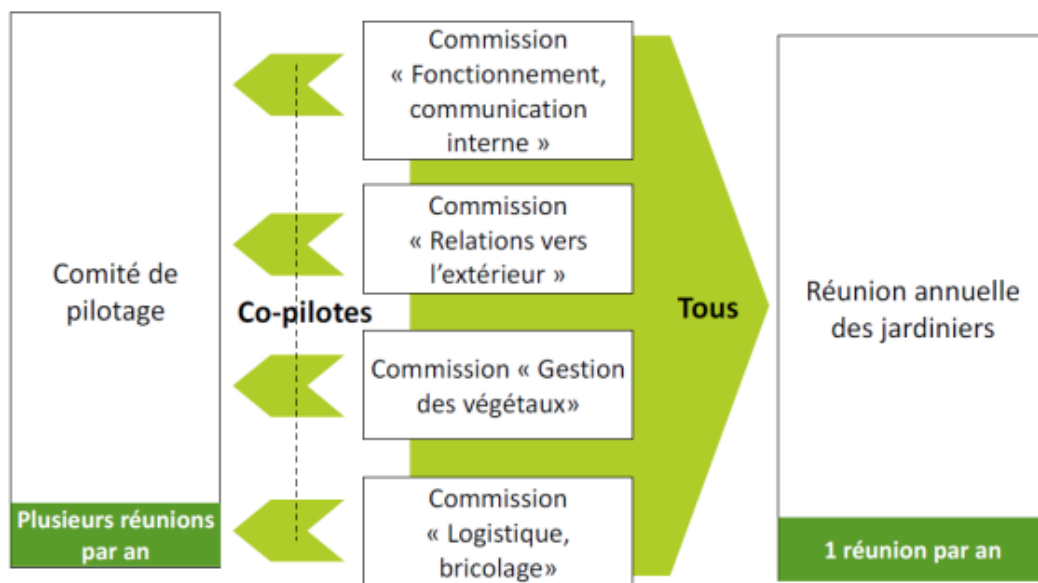 Comité de
pilotage
Plusieurs réunions
par an
Co-pilotes
Commission
« Fonctionnement,
communication
interne »
Commission
« Relations vers
l’extérieur »
Commission « Gestion
des végétaux»
Commission
« Logistique,
bricolage»
Tous
Réunion annuelle
des jardiniers
1 réunion par an